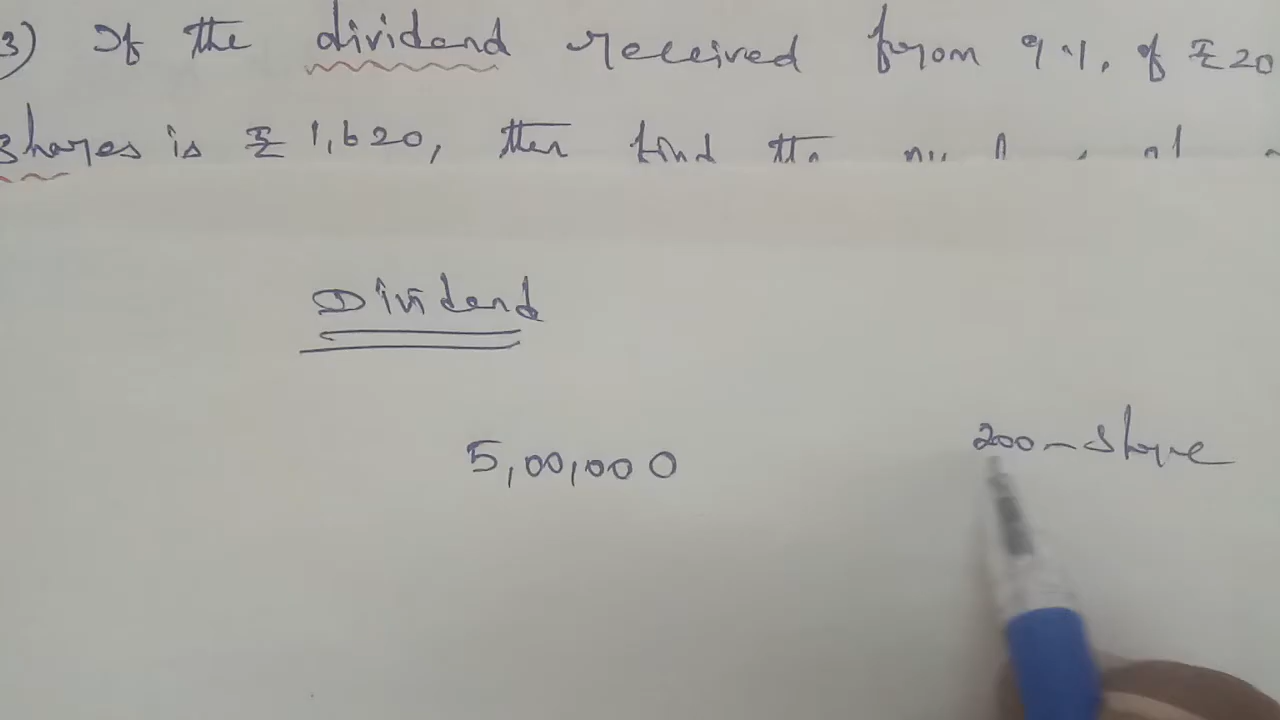 3) If the dividend received from 9%. of ₹20
shares is ₹ 1,620, then find the
Dividend
5,00,000
200 - Share